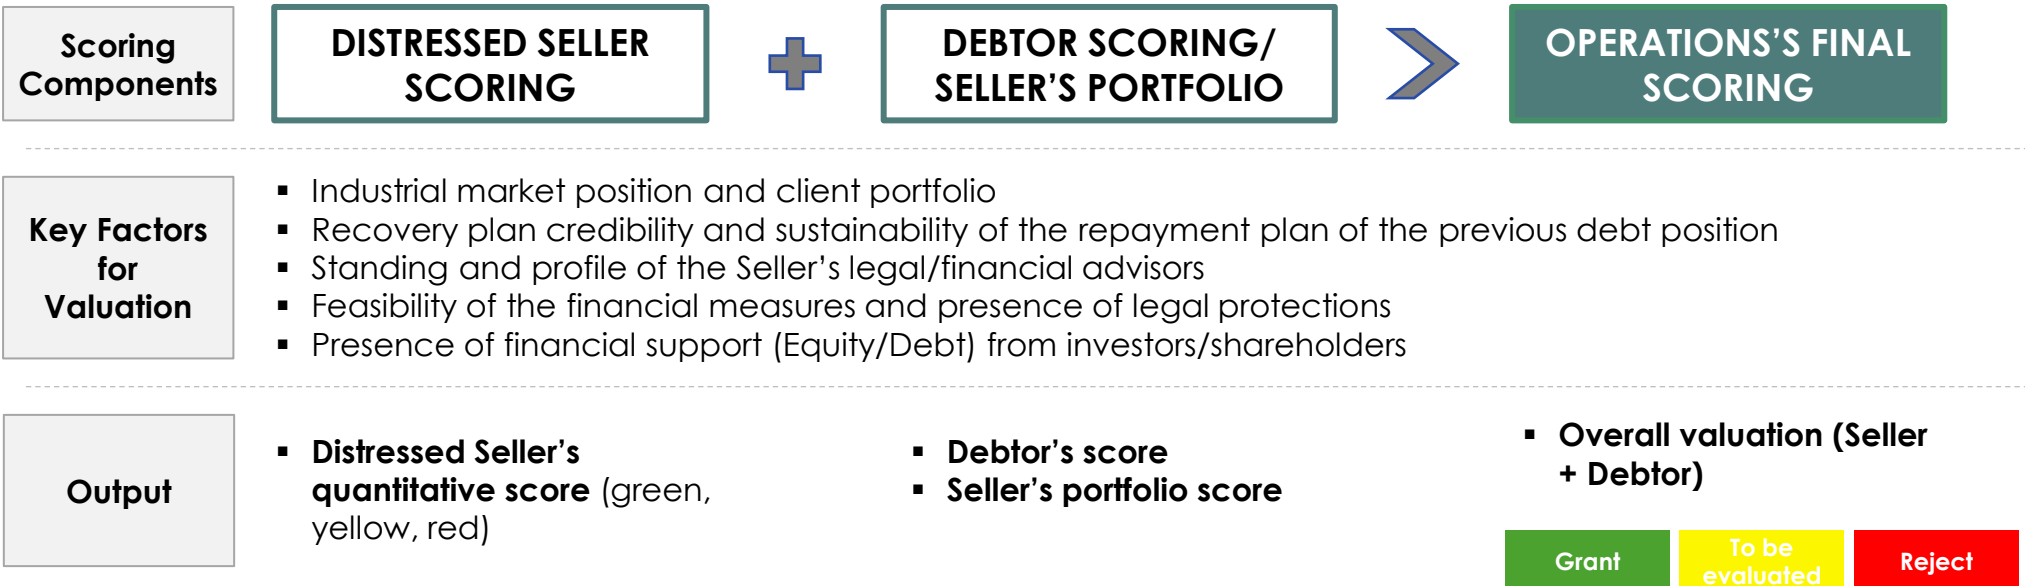 Scoring
Components
DISTRESSED SELLER
SCORING
DEBTOR SCORING/
SELLER’S PORTFOLIO
OPERATIONS’S FINAL
SCORING
Key Factors
for
Valuation
▪ Industrial market position and client portfolio
▪ Recovery plan credibility and sustainability of the repayment plan of the previous debt position
▪ Standing and profile of the Seller’s legal/financial advisors
▪ Feasibility of the financial measures and presence of legal protections
▪ Presence of financial support (Equity/Debt) from investors/shareholders
Output
▪ Distressed Seller’s
quantitative score (green,
yellow, red)
▪ Debtor’s score
▪ Seller’s portfolio score
▪ Overall valuation (Seller
+ Debtor)
Grant
To be
evaluated
Reject